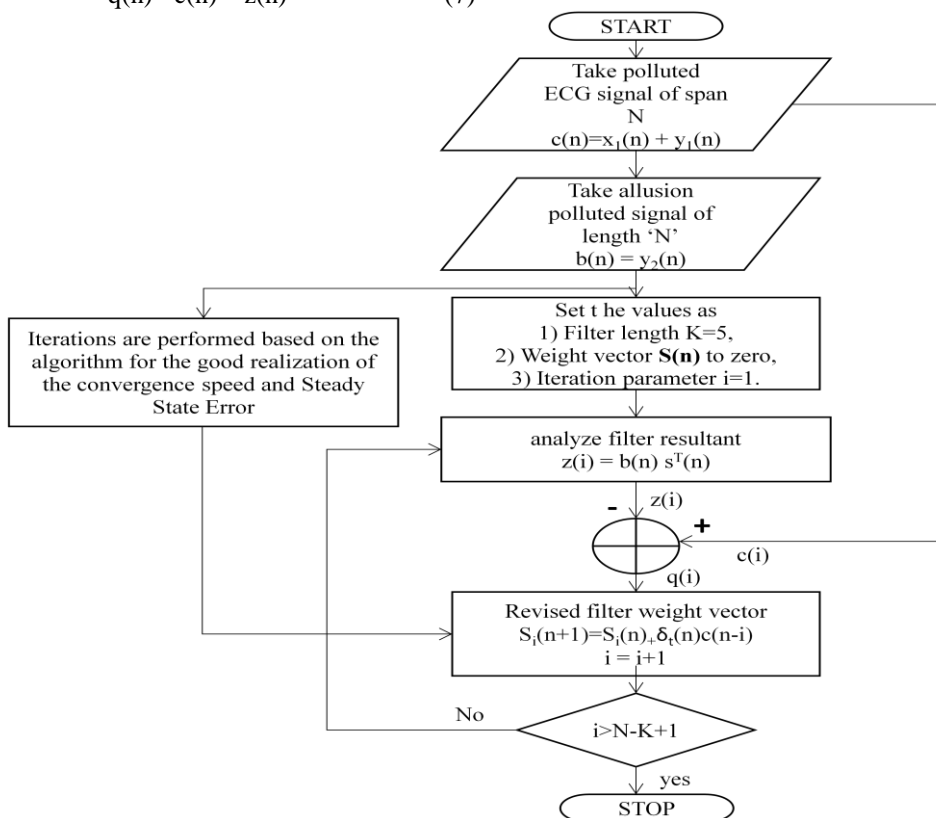 q(n)=c(n) – z(n) (7)
START
Take polluted
ECG signal of span
N
c(n)=x₁(n) + y₁(n)
Take allusion
polluted signal of
length ‘N’
b(n) = y₂(n)
Set t he values as
1) Filter length K=5,
2) Weight vector S(n) to zero,
3) Iteration parameter i=1.
Iterations are performed based on the
algorithm for the good realization of
the convergence speed and Steady
State Error
analyze filter resultant
z(i) = b(n) sᵀ(n)
z(i)
-
+
c(i)
q(i)
Revised filter weight vector
Sᵢ(n+1)=Sᵢ(n)₊δₜ(n)c(n-i)
i = i+1
No
i>N-K+1
yes
STOP